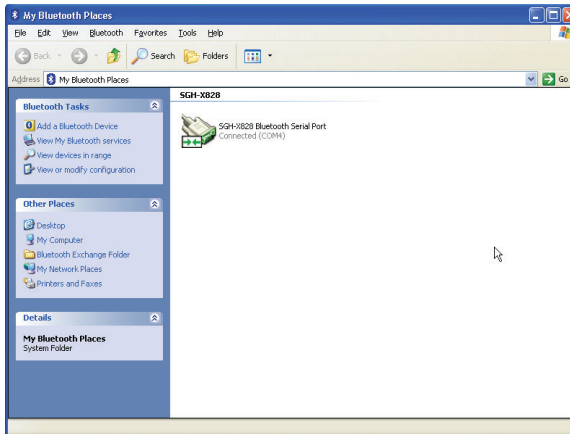 My Bluetooth Places
File Edit View Bluetooth Favorites Tools Help
Back Search Folders
Address My Bluetooth Places Go
Bluetooth Tasks
Add a Bluetooth Device
View My Bluetooth services
View devices in range
View or modify configuration
Other Places
Desktop
My Computer
Bluetooth Exchange Folder
My Network Places
Printers and Faxes
Details
My Bluetooth Places
System Folder
SGH-X828
SGH-X828 Bluetooth Serial Port
Connected (COM4)